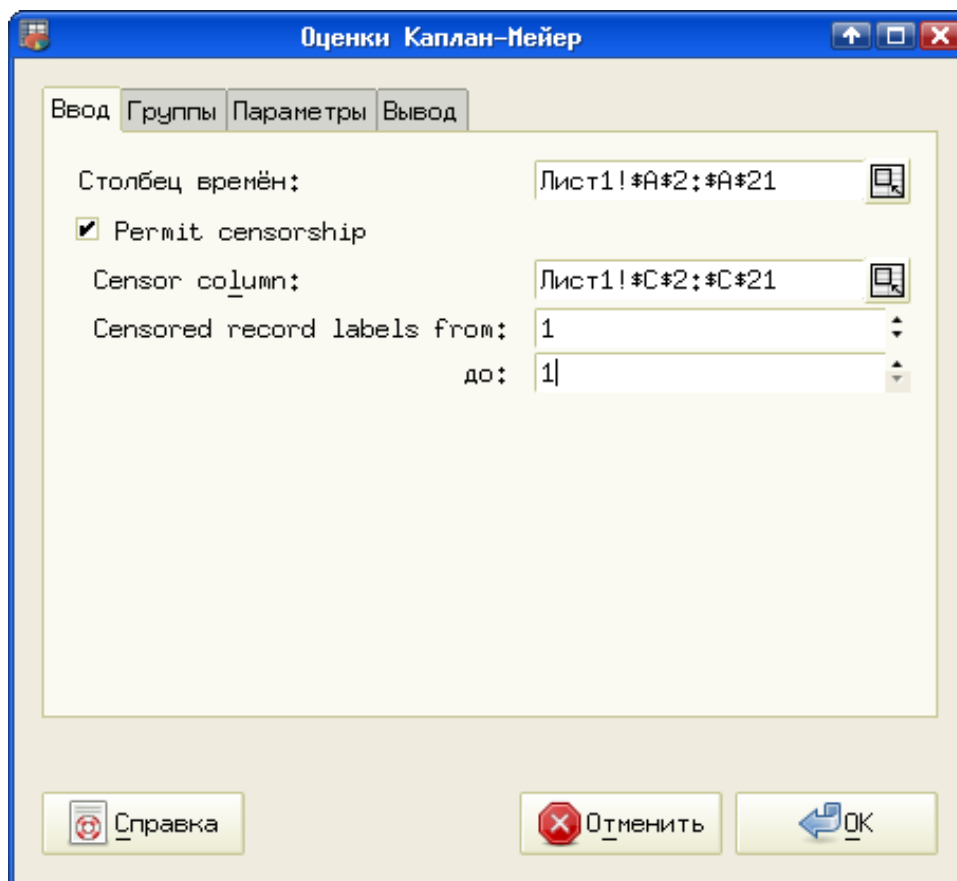 Оценки Каплан-Мейер
Ввод Группы Параметры Вывод
Столбец времён: Лист1!$A$2:$A$21
Permit censorship
Censor column: Лист1!$C$2:$C$21
Censored record labels from: 1
до: 1
Справка Отменить OK